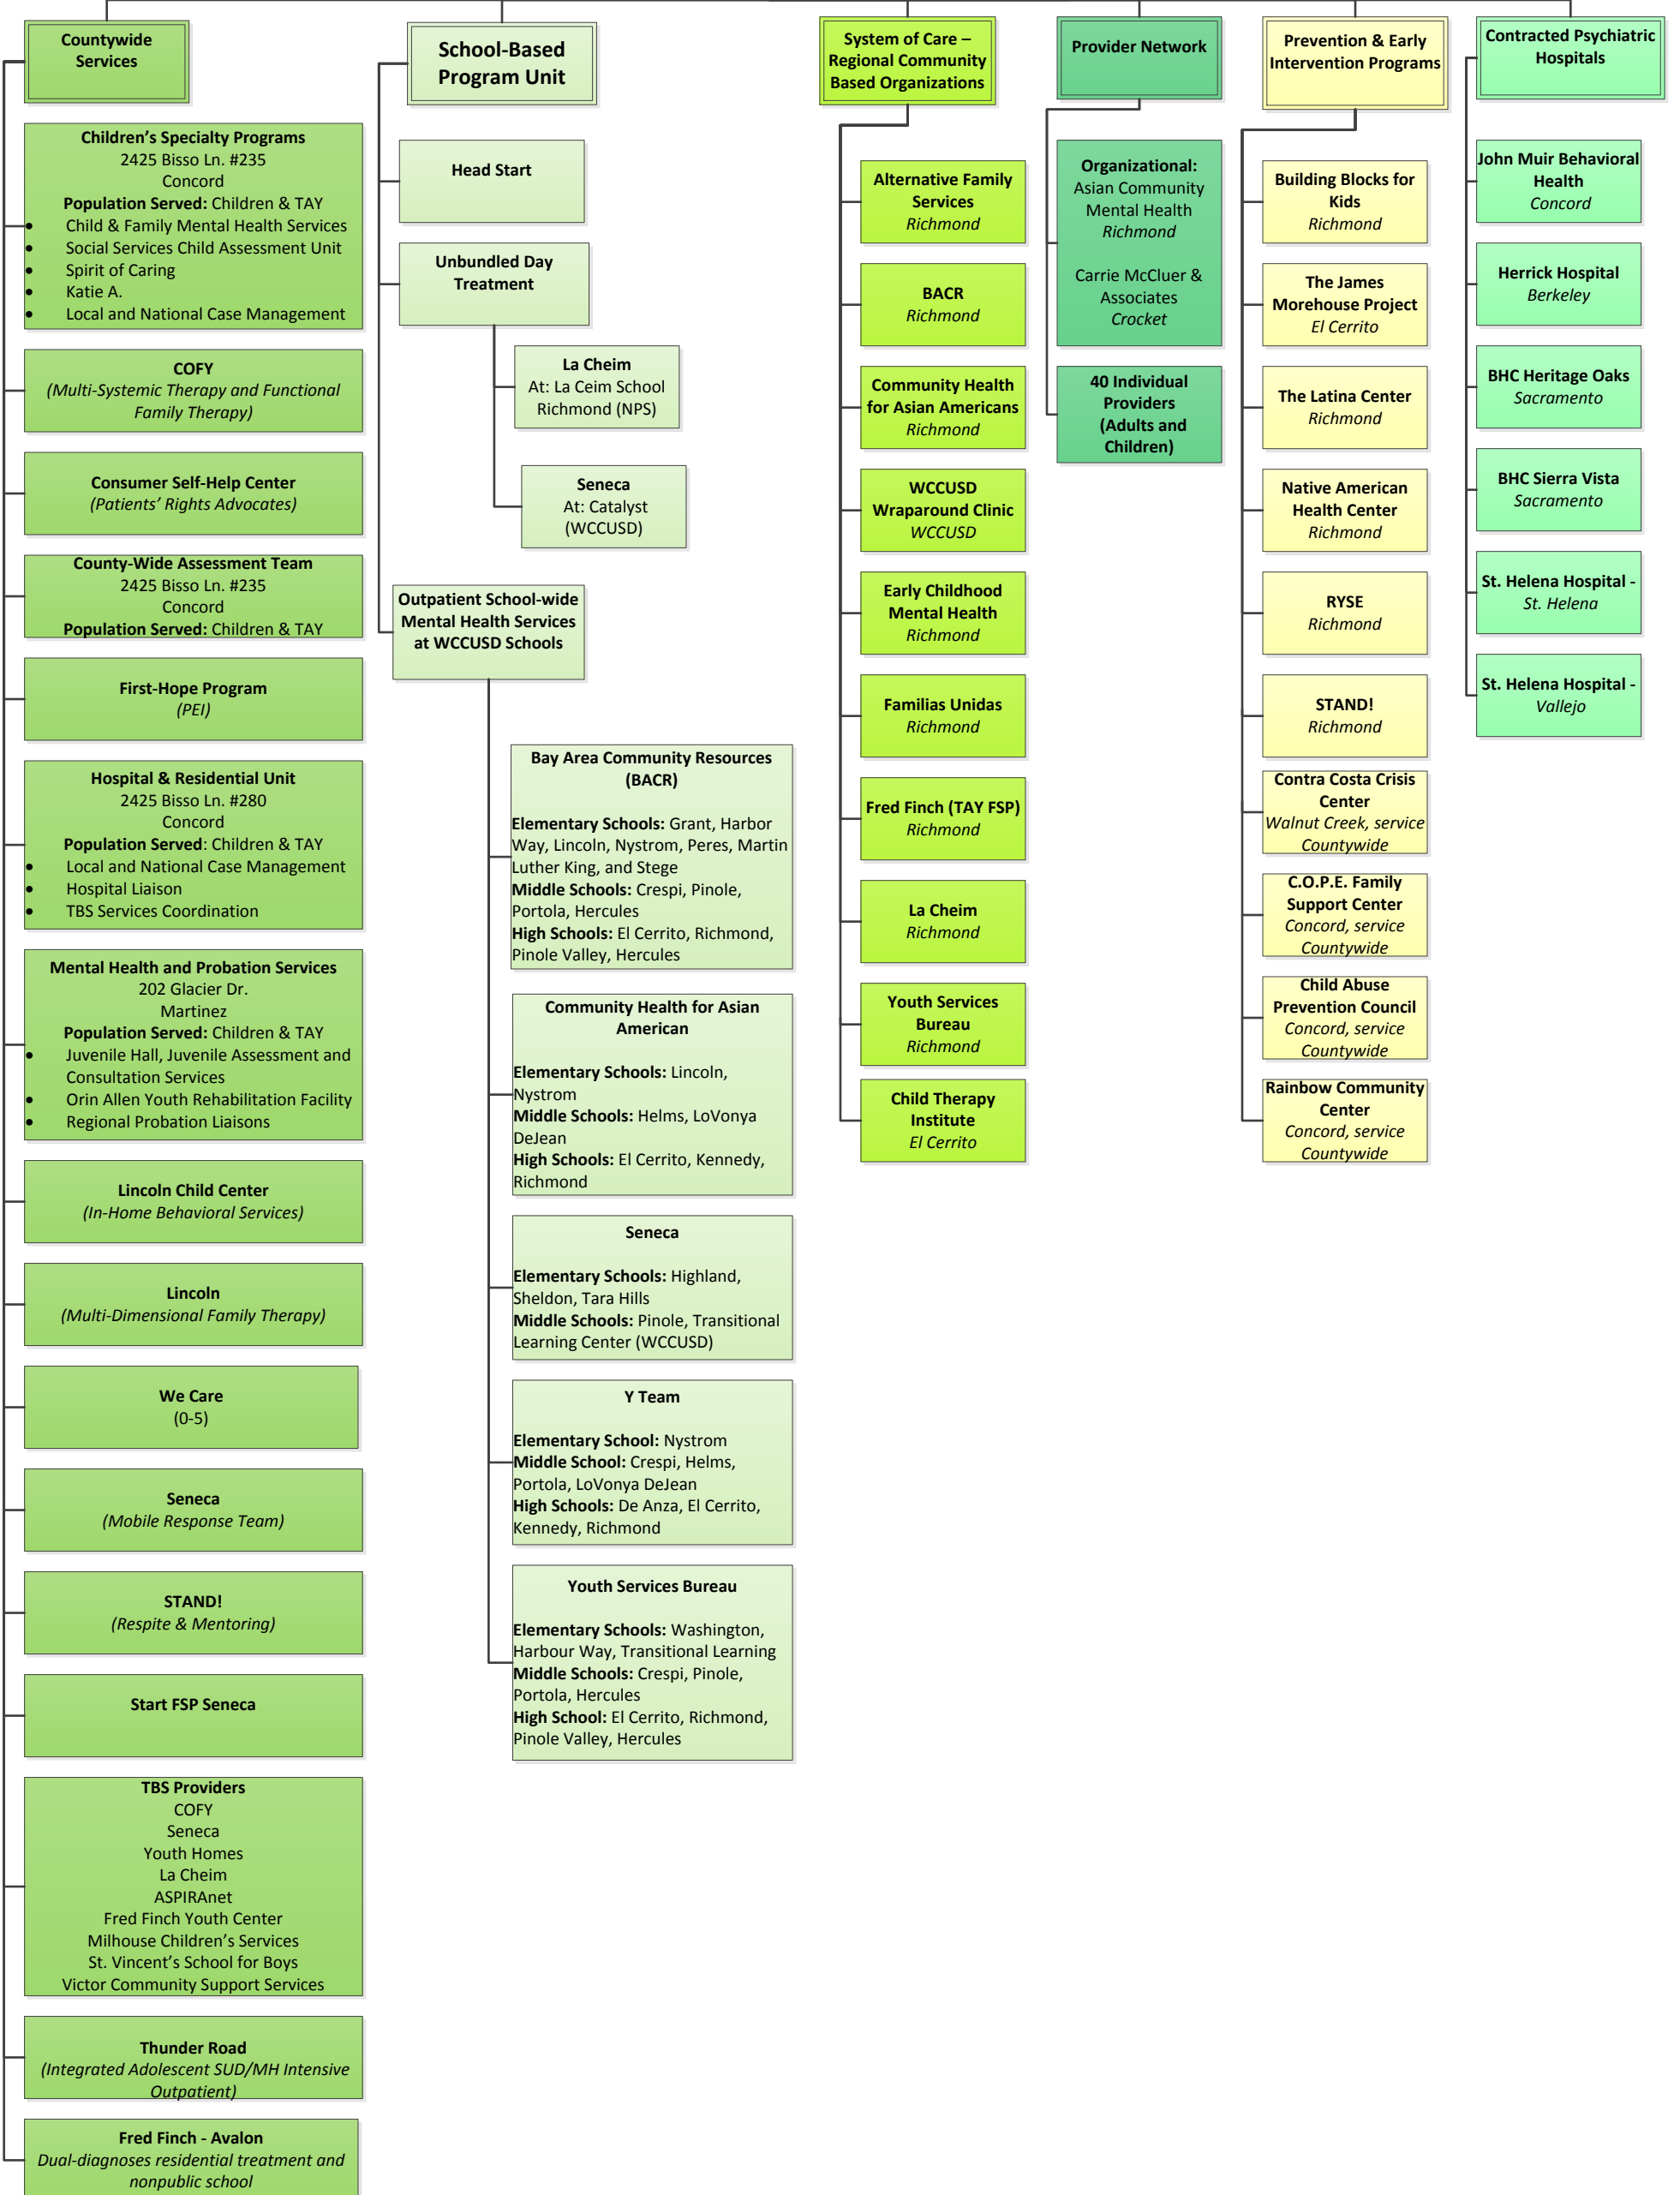 Countywide
Services
Children's Specialty Programs
2425 Bisso Ln. #235
Concord
Population Served: Children & TAY
• Child & Family Mental Health Services
• Social Services Child Assessment Unit
• Spirit of Caring
• Katie A.
• Local and National Case Management
COFY
(Multi-Systemic Therapy and Functional
Family Therapy)
Consumer Self-Help Center
(Patients' Rights Advocates)
County-Wide Assessment Team
2425 Bisso Ln. #235
Concord
Population Served: Children & TAY
First-Hope Program
(PEI)
Hospital & Residential Unit
2425 Bisso Ln. #280
Concord
Population Served: Children & TAY
• Local and National Case Management
• Hospital Liaison
• TBS Services Coordination
Mental Health and Probation Services
202 Glacier Dr.
Martinez
Population Served: Children & TAY
• Juvenile Hall, Juvenile Assessment and
Consultation Services
• Orin Allen Youth Rehabilitation Facility
• Regional Probation Liaisons
Lincoln Child Center
(In-Home Behavioral Services)
Lincoln
(Multi-Dimensional Family Therapy)
We Care
(0-5)
Seneca
(Mobile Response Team)
STAND!
(Respite & Mentoring)
Start FSP Seneca
TBS Providers
COFY
Seneca
Youth Homes
La Cheim
ASPIRAnet
Fred Finch Youth Center
Milhouse Children's Services
St. Vincent's School for Boys
Victor Community Support Services
Thunder Road
(Integrated Adolescent SUD/MH Intensive
Outpatient)
Fred Finch - Avalon
Dual-diagnoses residential treatment and
nonpublic school
School-Based
Program Unit
Head Start
Unbundled Day
Treatment
La Cheim
At: La Ceim School
Richmond (NPS)
Seneca
At: Catalyst
(WCCUSD)
Outpatient School-wide
Mental Health Services
at WCCUSD Schools
Bay Area Community Resources
(BACR)
Elementary Schools: Grant, Harbor
Way, Lincoln, Nystrom, Peres, Martin
Luther King, and Stege
Middle Schools: Crespi, Pinole,
Portola, Hercules
High Schools: El Cerrito, Richmond,
Pinole Valley, Hercules
Community Health for Asian
American
Elementary Schools: Lincoln,
Nystrom
Middle Schools: Helms, LoVonya
DeJean
High Schools: El Cerrito, Kennedy,
Richmond
Seneca
Elementary Schools: Highland,
Sheldon, Tara Hills
Middle Schools: Pinole, Transitional
Learning Center (WCCUSD)
Y Team
Elementary School: Nystrom
Middle School: Crespi, Helms,
Portola, LoVonya DeJean
High Schools: De Anza, El Cerrito,
Kennedy, Richmond
Youth Services Bureau
Elementary Schools: Washington,
Harbour Way, Transitional Learning
Middle Schools: Crespi, Pinole,
Portola, Hercules
High School: El Cerrito, Richmond,
Pinole Valley, Hercules
System of Care –
Regional Community
Based Organizations
Alternative Family
Services
Richmond
BACR
Richmond
Community Health
for Asian Americans
Richmond
WCCUSD
Wraparound Clinic
WCCUSD
Early Childhood
Mental Health
Richmond
Familias Unidas
Richmond
Fred Finch (TAY FSP)
Richmond
La Cheim
Richmond
Youth Services
Bureau
Richmond
Child Therapy
Institute
El Cerrito
Provider Network
Organizational:
Asian Community
Mental Health
Richmond
Carrie McCluer &
Associates
Crocket
40 Individual
Providers
(Adults and
Children)
Prevention & Early
Intervention Programs
Building Blocks for
Kids
Richmond
The James
Morehouse Project
El Cerrito
The Latina Center
Richmond
Native American
Health Center
Richmond
RYSE
Richmond
STAND!
Richmond
Contra Costa Crisis
Center
Walnut Creek, service
Countywide
C.O.P.E. Family
Support Center
Concord, service
Countywide
Child Abuse
Prevention Council
Concord, service
Countywide
Rainbow Community
Center
Concord, service
Countywide
Contracted Psychiatric
Hospitals
John Muir Behavioral
Health
Concord
Herrick Hospital
Berkeley
BHC Heritage Oaks
Sacramento
BHC Sierra Vista
Sacramento
St. Helena Hospital -
St. Helena
St. Helena Hospital -
Vallejo